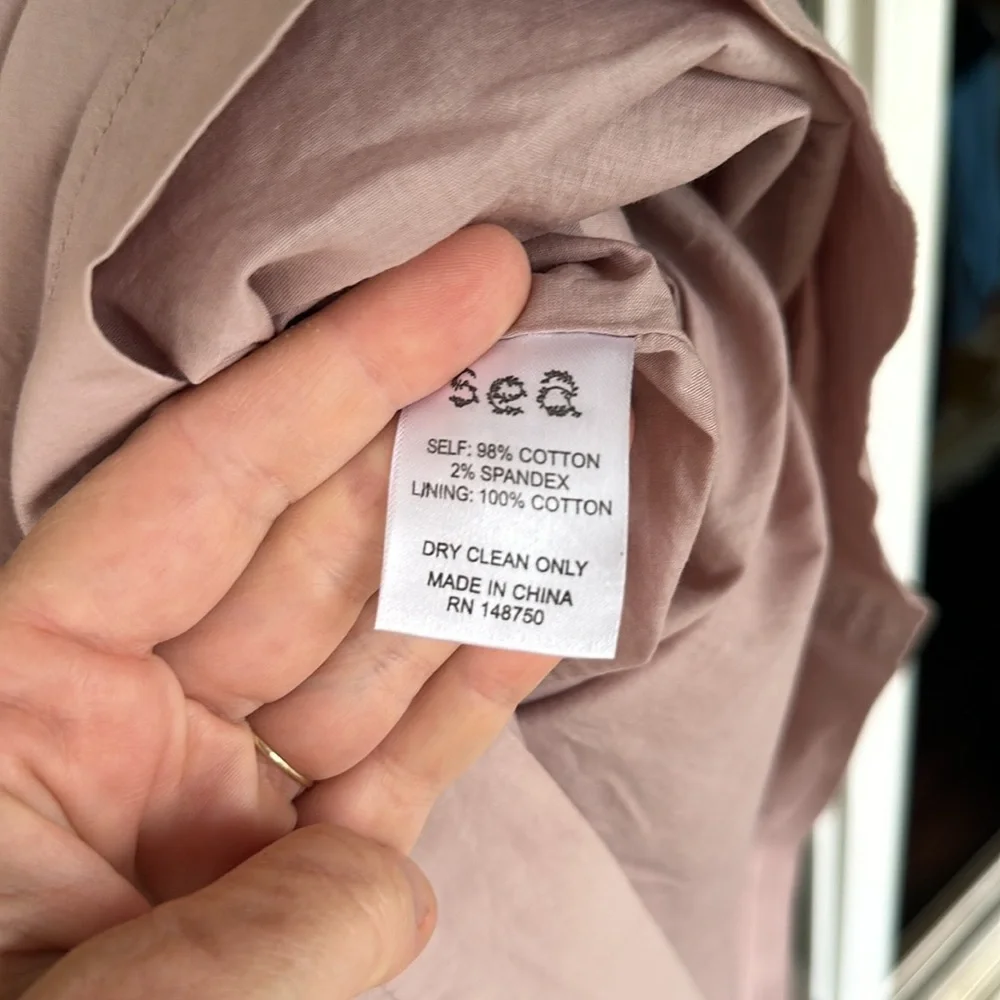 sea
SELF: 98% COTTON
2% SPANDEX
LINING: 100% COTTON
DRY CLEAN ONLY
MADE IN CHINA
RN 148750